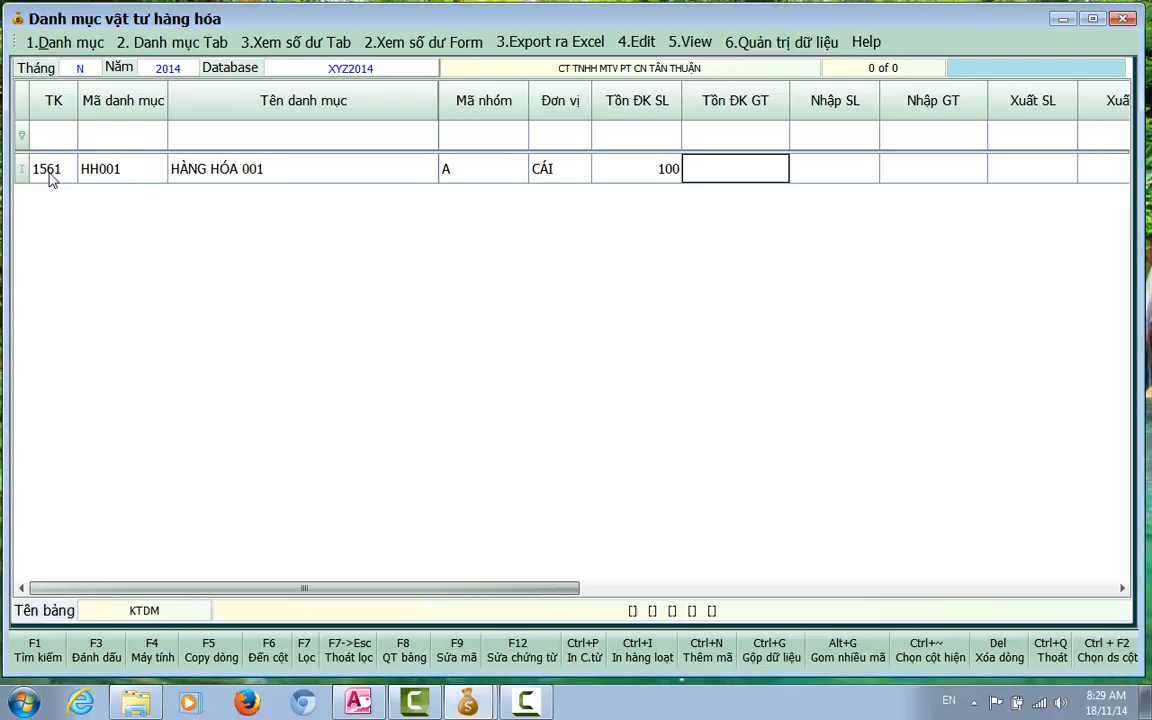 Danh mục vật tư hàng hóa
1.Danh mục 2. Danh mục Tab 3.Xem số dư Tab 2.Xem số dư Form 3.Export ra Excel 4.Edit 5.View 6.Quản trị dữ liệu Help
Tháng N Năm 2014 Database XYZ2014 CT TNHH MTV PT CN TÂN THUẬN 0 of 0
TK Mã danh mục Tên danh mục Mã nhóm Đơn vị Tồn ĐK SL Tồn ĐK GT Nhập SL Nhập GT Xuất SL Xuấ
1561 HH001 HÀNG HÓA 001 A CÁI 100
Tên bảng KTDM [] [] [] [] []
F1 F3 F4 F5 F6 F7 F7->Esc F8 F9 F12 Ctrl+P Ctrl+I Ctrl+N Ctrl+G Alt+G Ctrl+~ Del Ctrl+Q Ctrl + F2
Tìm kiếm Đánh dấu Máy tính Copy dòng Đến cột Lọc Thoát lọc QT bảng Sửa mã Sửa chứng từ In C.từ In hàng loạt Thêm mã Gộp dữ liệu Gom nhiều mã Chọn cột hiện Xóa dòng Thoát Chọn ds cột
EN 8:29 AM
18/11/14